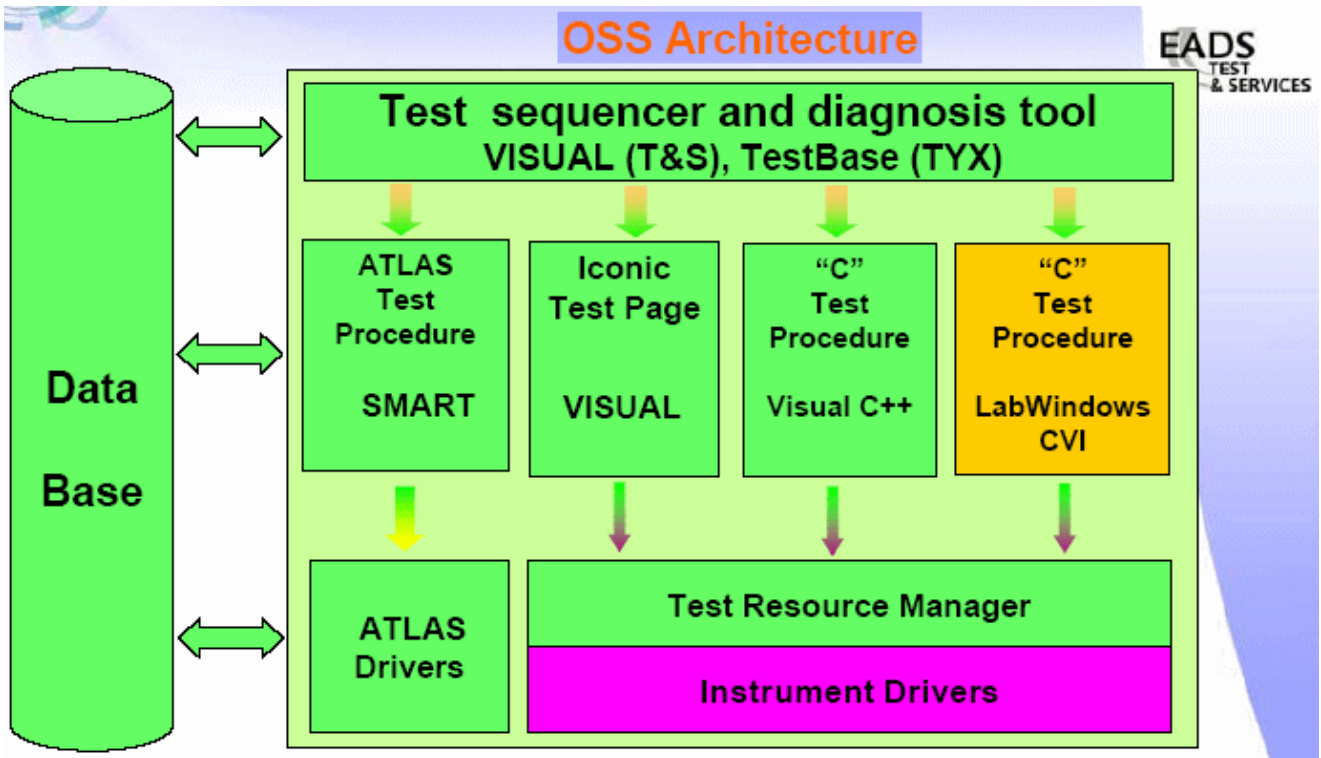 OSS Architecture
EADS
TEST
& SERVICES
Test sequencer and diagnosis tool
VISUAL (T&S), TestBase (TYX)
ATLAS
Test
Procedure
SMART
Iconic
Test Page
VISUAL
“C”
Test
Procedure
Visual C++
“C”
Test
Procedure
LabWindows
CVI
Data
Base
ATLAS
Drivers
Test Resource Manager
Instrument Drivers